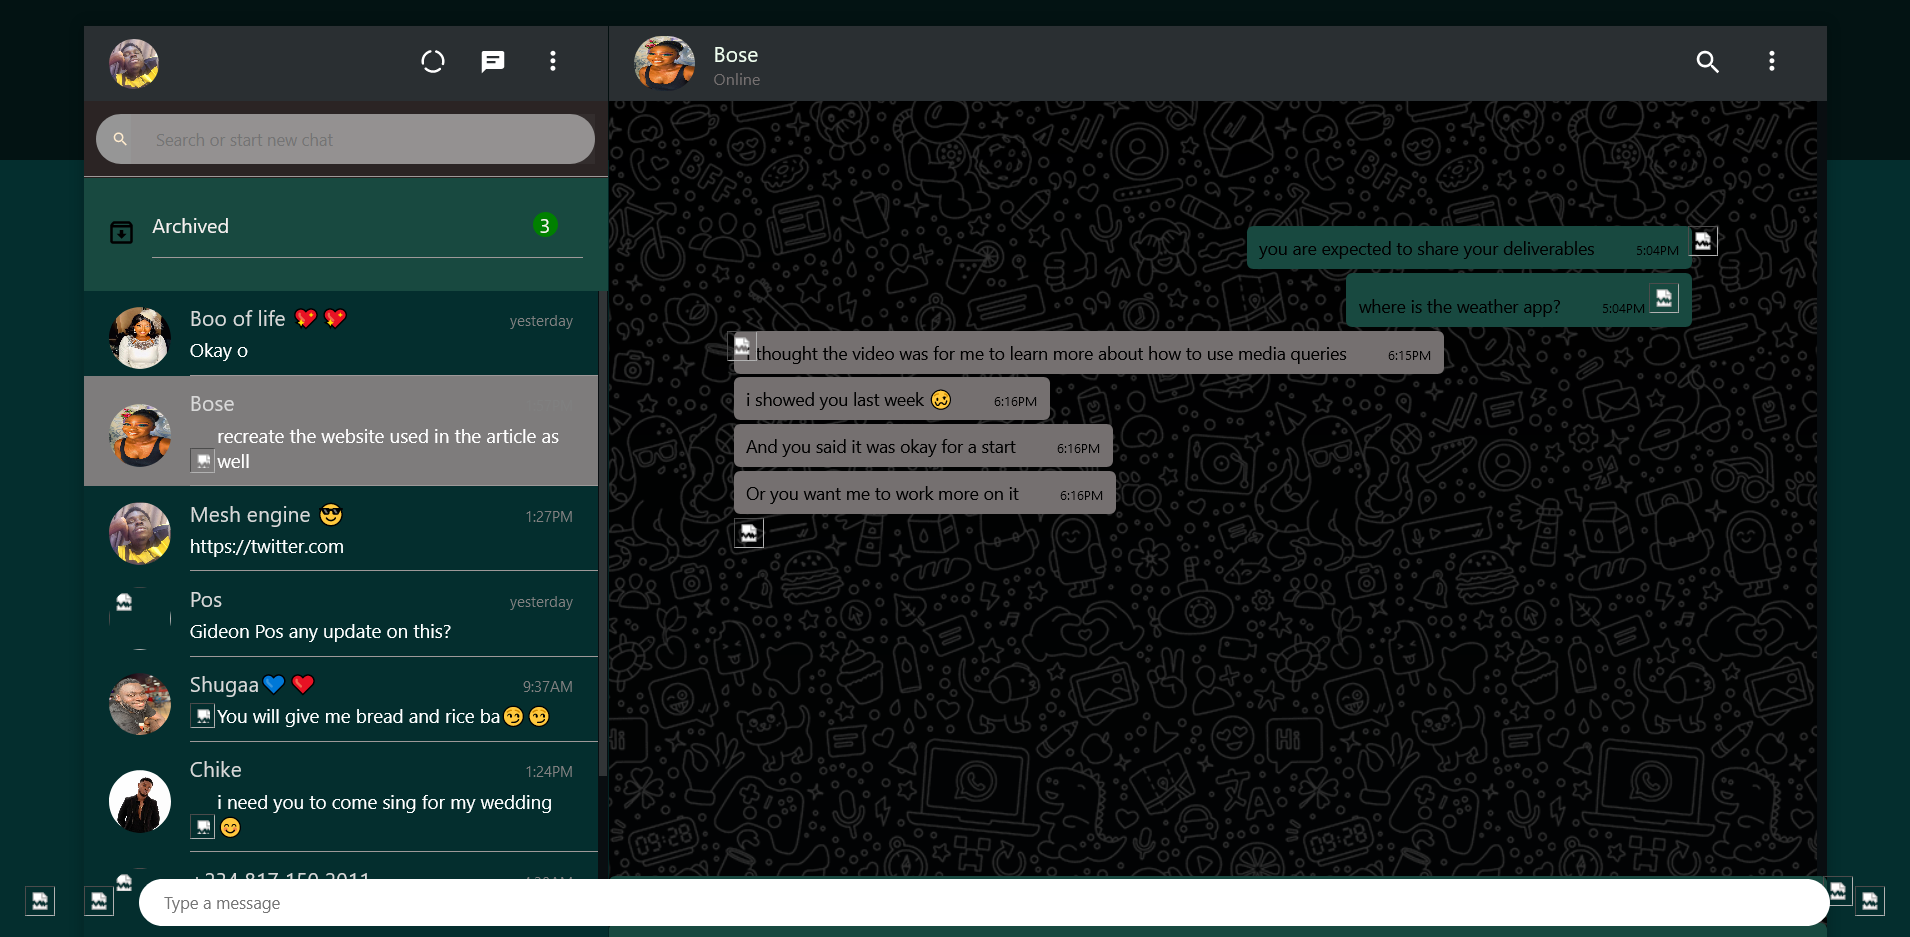 Search or start new chat
Archived
3
Boo of life 💖 💖
yesterday
Okay o
Bose
recreate the website used in the article as
well
Mesh engine 😎
1:27PM
https://twitter.com
Pos
yesterday
Gideon Pos any update on this?
Shugaa💙 ❤️
9:37AM
You will give me bread and rice ba😏 😏
Chike
1:24PM
i need you to come sing for my wedding
😊
+234 817 150 2011
Bose
Online
you are expected to share your deliverables
5:04PM
where is the weather app?
5:04PM
thought the video was for me to learn more about how to use media queries
6:15PM
i showed you last week 🥴
6:16PM
And you said it was okay for a start
6:16PM
Or you want me to work more on it
6:16PM
Type a message